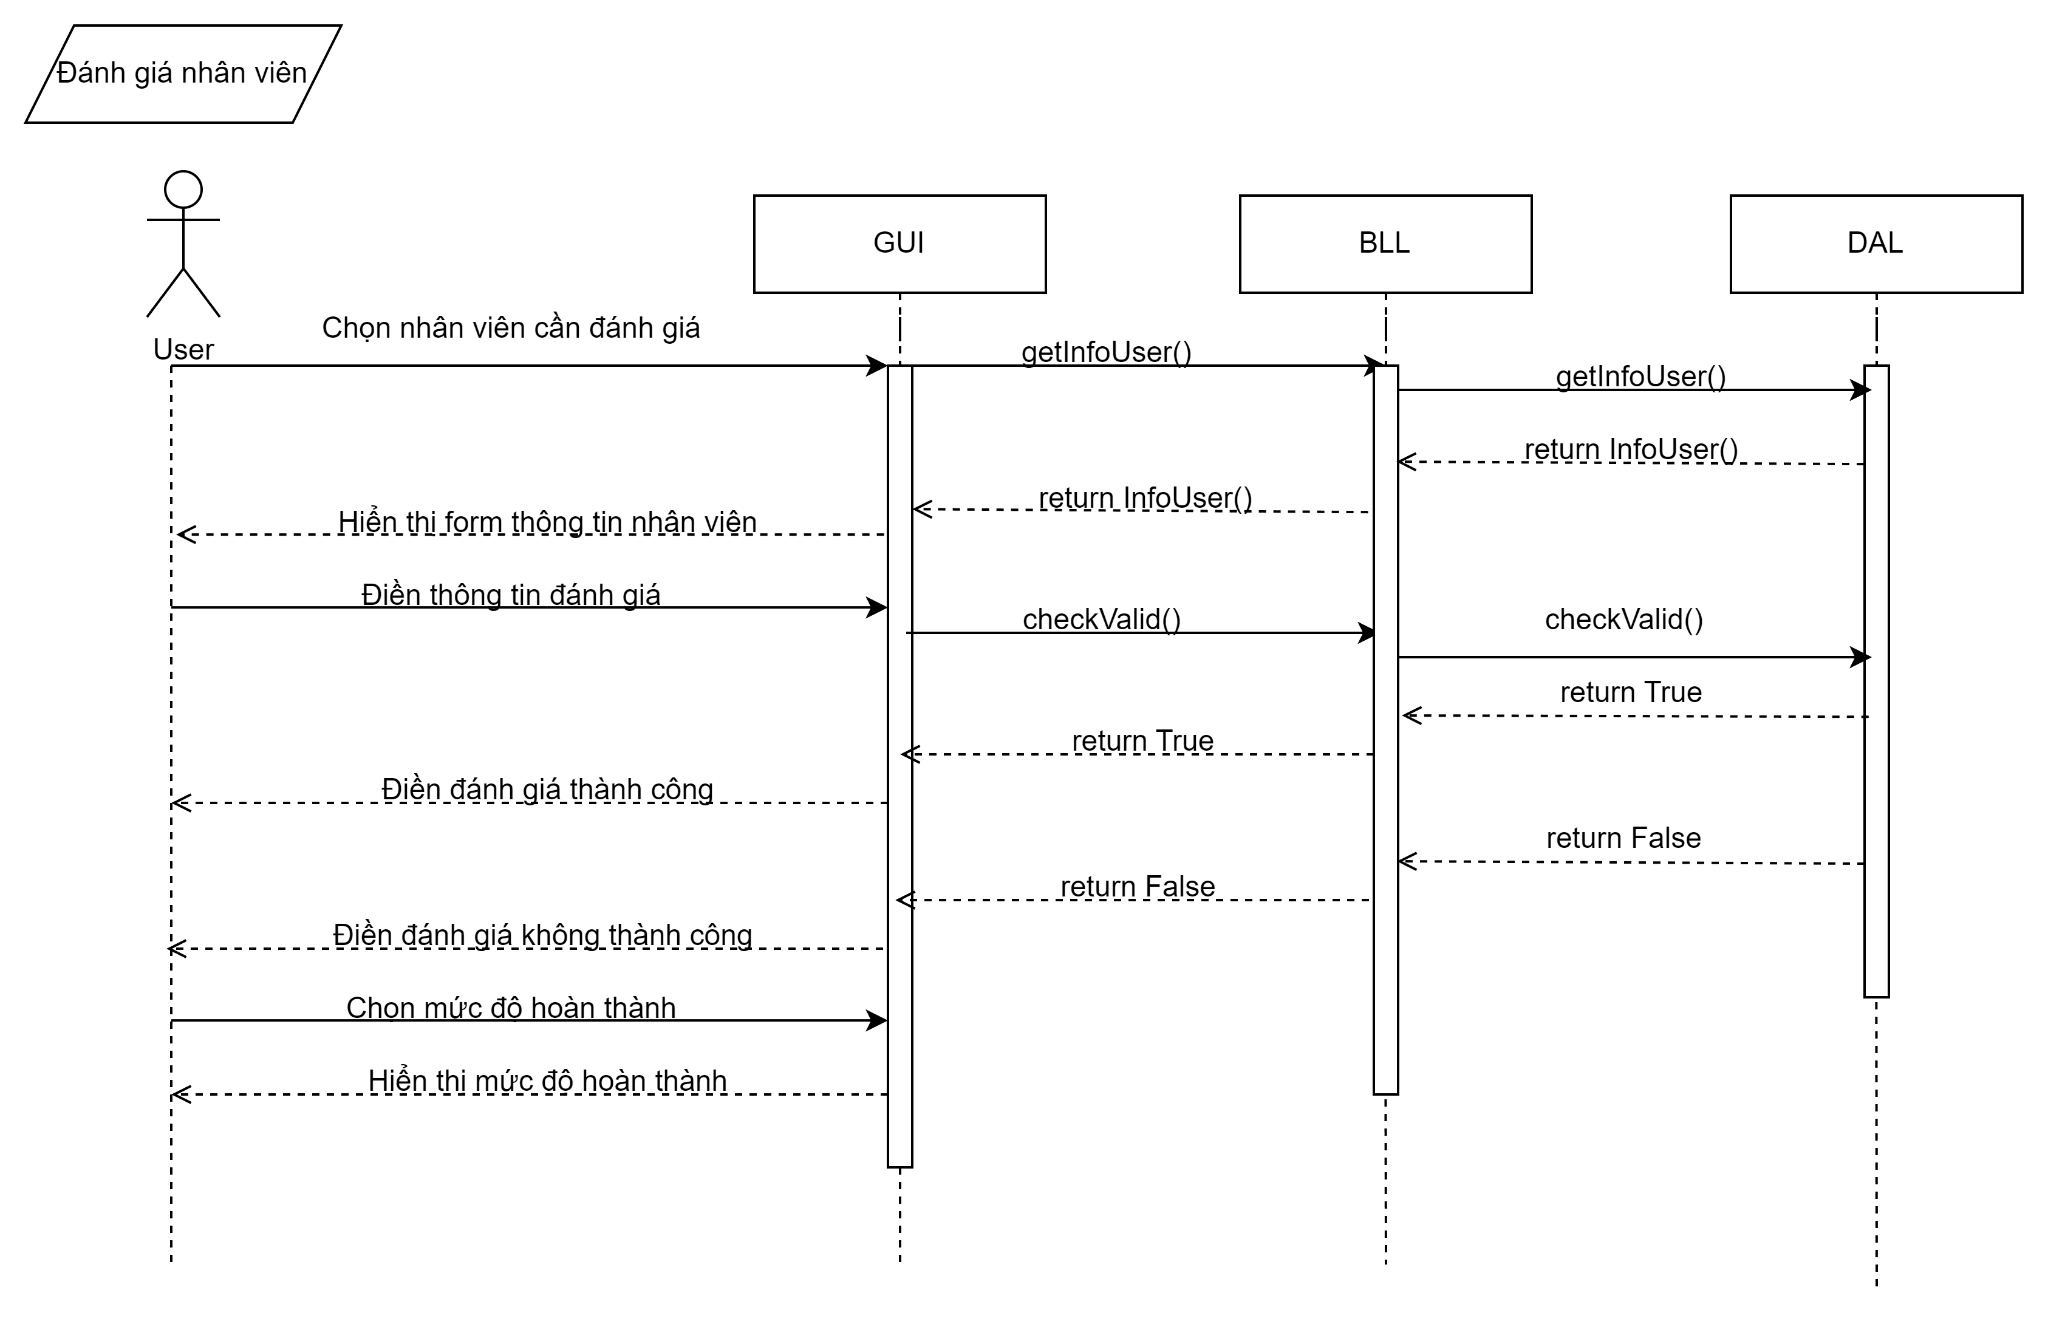 Đánh giá nhân viên
GUI
BLL
DAL
User
Chọn nhân viên cần đánh giá
getInfoUser()
getInfoUser()
return InfoUser()
return InfoUser()
Hiển thi form thông tin nhân viên
Điền thông tin đánh giá
checkValid()
checkValid()
return True
return True
Điền đánh giá thành công
return False
return False
Điền đánh giá không thành công
Chọn mức độ hoàn thành
Hiển thi mức đô hoàn thành